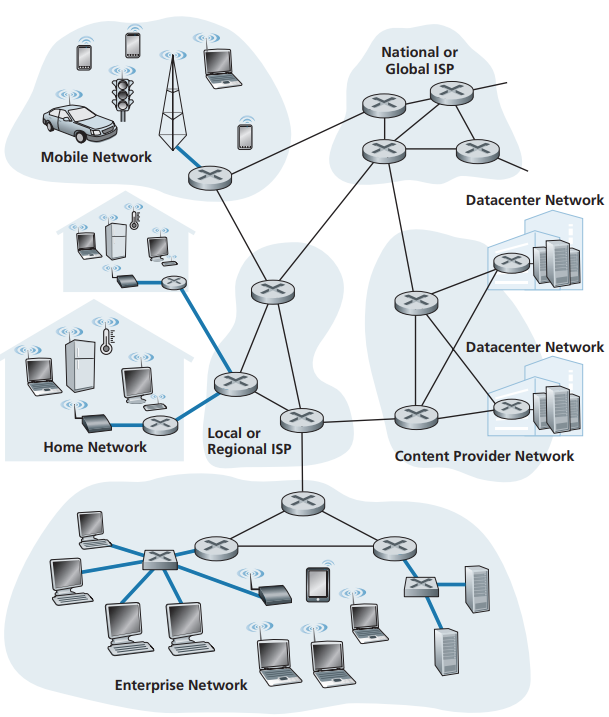 National or
Global ISP
Mobile Network
Datacenter Network
Datacenter Network
Home Network
Local or
Regional ISP
Content Provider Network
Enterprise Network